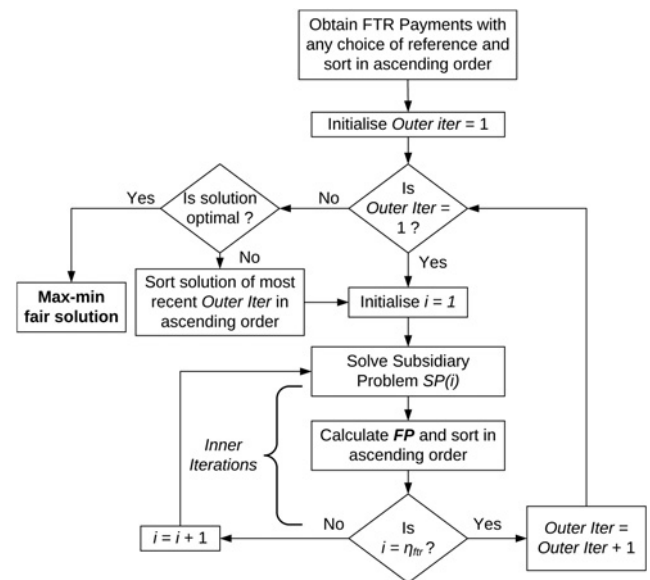 Obtain FTR Payments with
any choice of reference and
sort in ascending order
Initialise Outer iter = 1
Is
Outer Iter =
1 ?
No
Yes
Is solution
optimal ?
Yes
No
Max-min
fair solution
Sort solution of most
recent Outer Iter in
ascending order
Initialise i = 1
Solve Subsidiary
Problem SP(i)
Inner
Iterations
Calculate FP and sort in
ascending order
Is
i = ηftr ?
No
Yes
i = i + 1
Outer Iter =
Outer Iter + 1